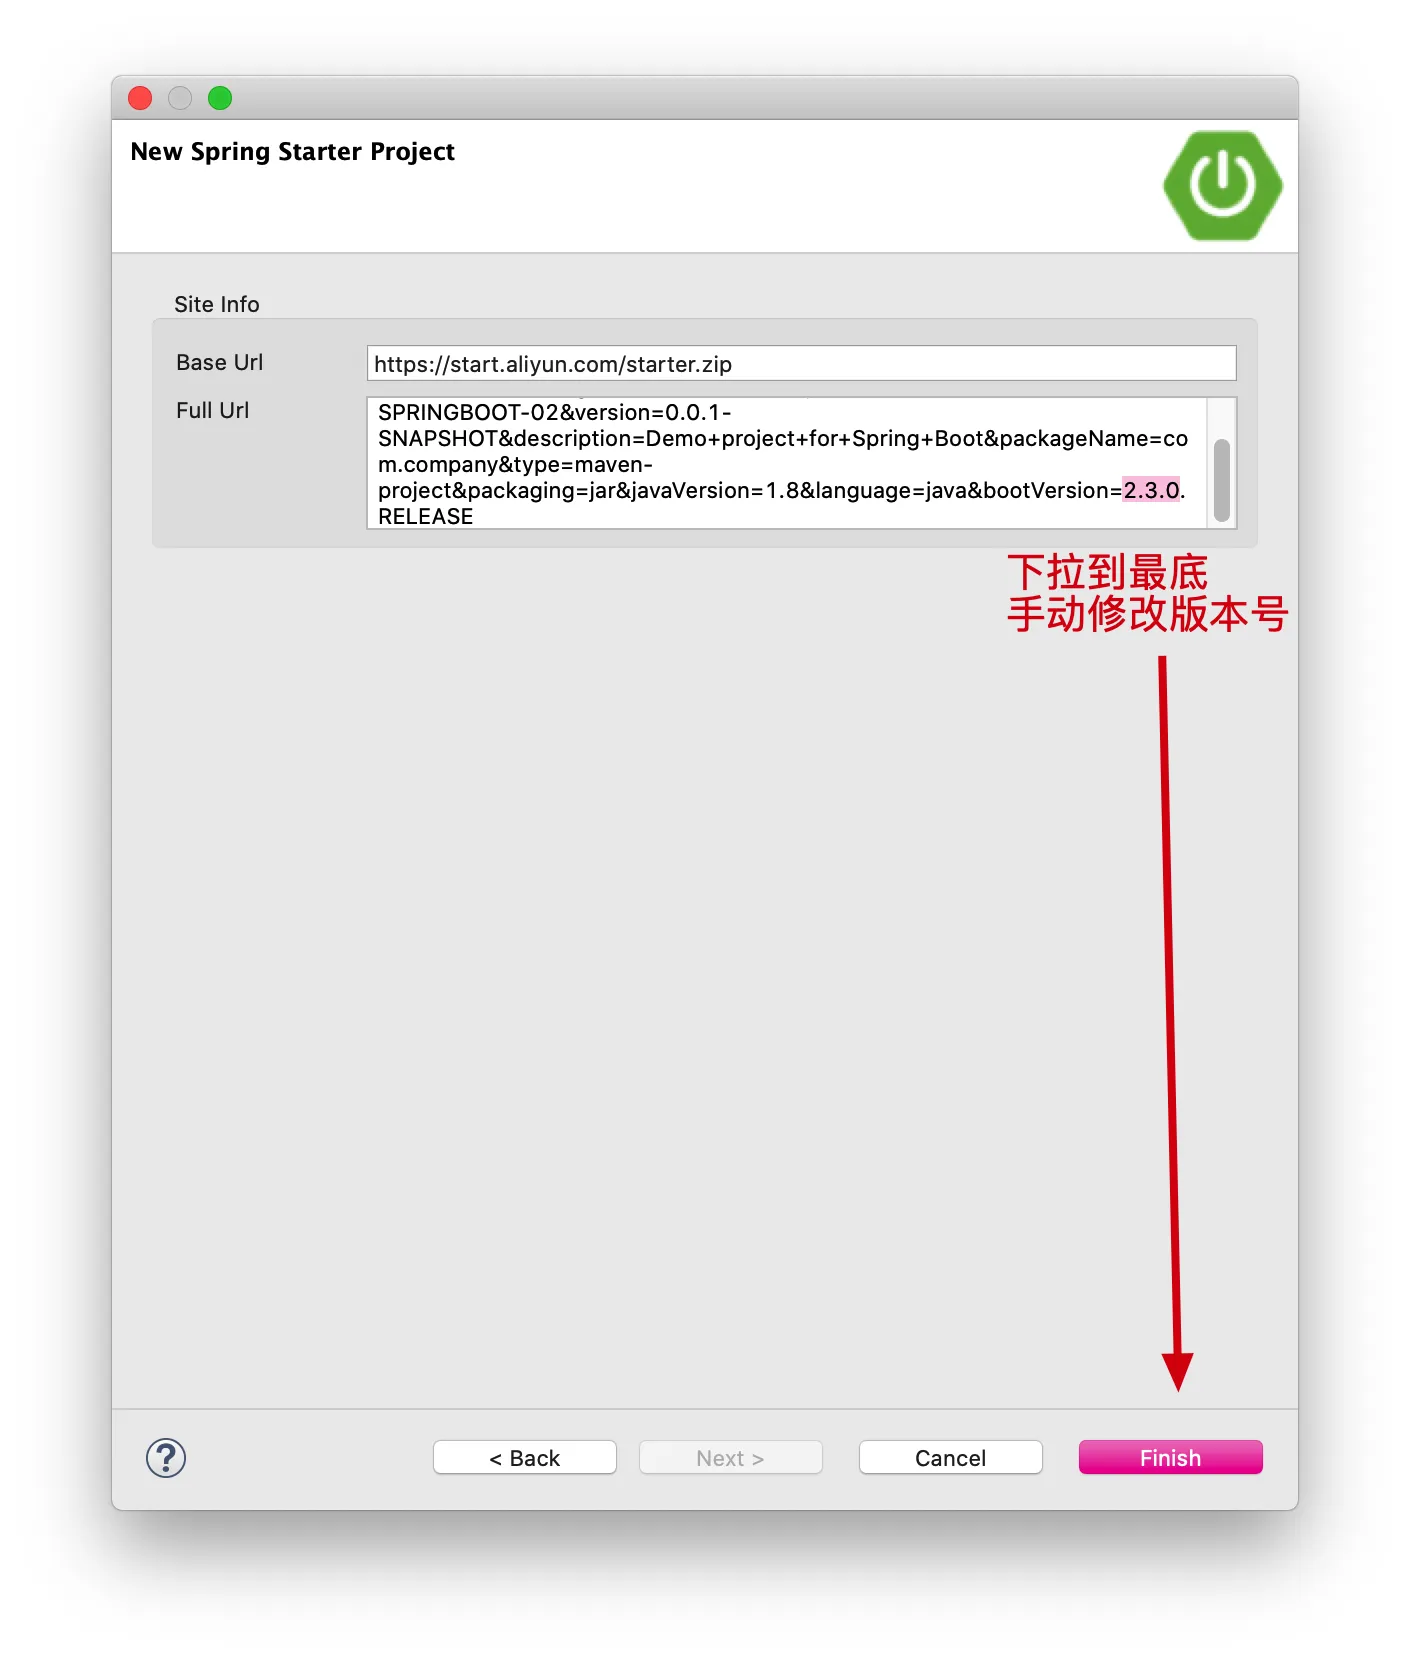 New Spring Starter Project
Site Info
Base Url
https://start.aliyun.com/starter.zip
Full Url
SPRINGBOOT-02&version=0.0.1-
SNAPSHOT&description=Demo+project+for+Spring+Boot&packageName=co
m.company&type=maven-
project&packaging=jar&javaVersion=1.8&language=java&bootVersion=2.3.0.
RELEASE
下拉到最底
手动修改版本号
?
< Back
Next >
Cancel
Finish